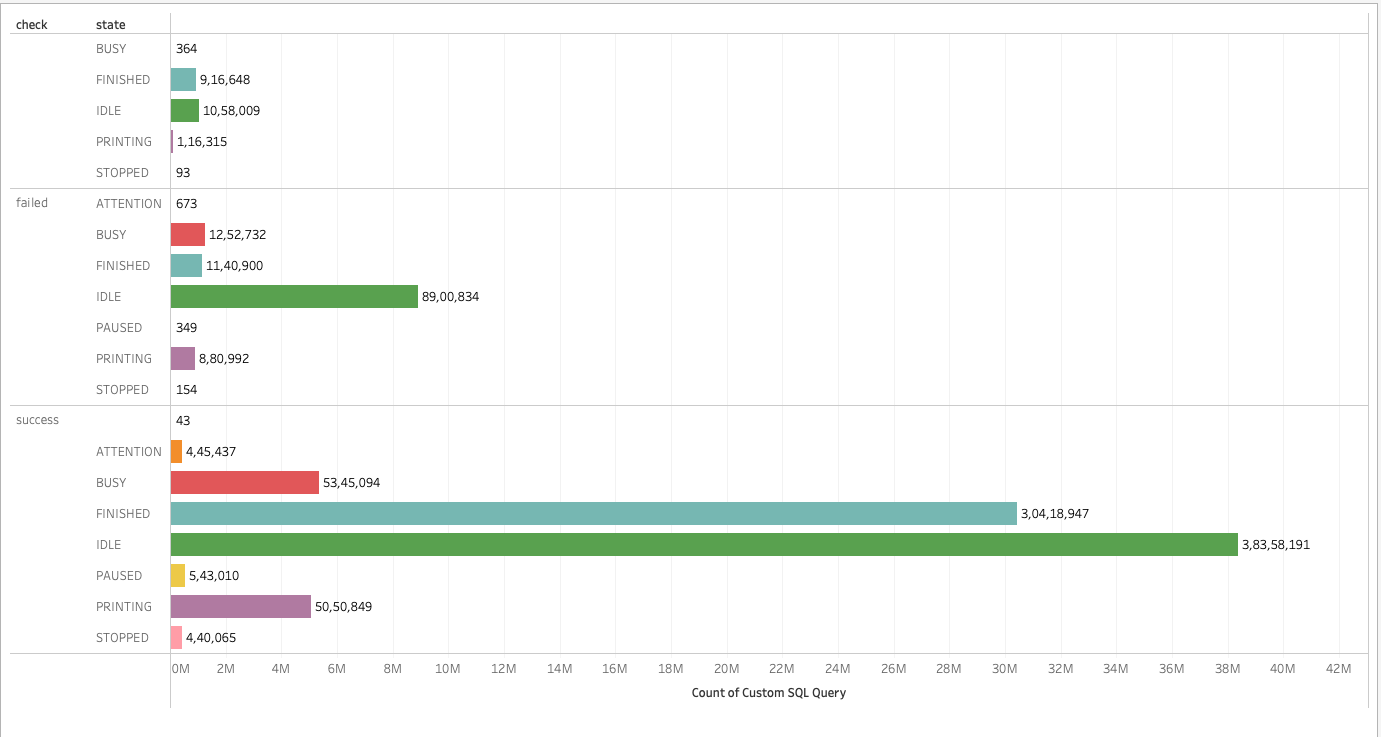 check state
BUSY 364
FINISHED 9,16,648
IDLE 10,58,009
PRINTING 1,16,315
STOPPED 93
failed ATTENTION 673
BUSY 12,52,732
FINISHED 11,40,900
IDLE 89,00,834
PAUSED 349
PRINTING 8,80,992
STOPPED 154
success 43
ATTENTION 4,45,437
BUSY 53,45,094
FINISHED 3,04,18,947
IDLE 3,83,58,191
PAUSED 5,43,010
PRINTING 50,50,849
STOPPED 4,40,065
0M 2M 4M 6M 8M 10M 12M 14M 16M 18M 20M 22M 24M 26M 28M 30M 32M 34M 36M 38M 40M 42M
Count of Custom SQL Query